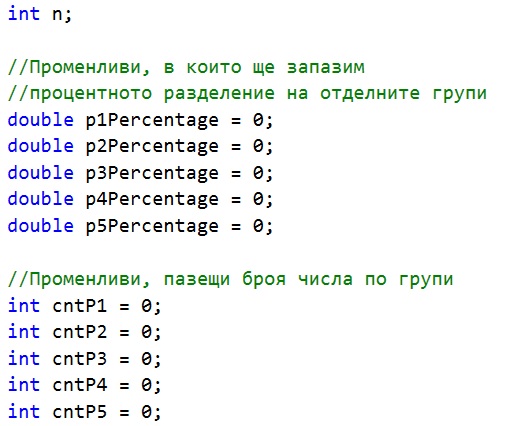 int n;
//Променливи, в които ще запазим
//процентното разделение на отделните групи
double p1Percentage = 0;
double p2Percentage = 0;
double p3Percentage = 0;
double p4Percentage = 0;
double p5Percentage = 0;
//Променливи, пазещи броя числа по групи
int cntP1 = 0;
int cntP2 = 0;
int cntP3 = 0;
int cntP4 = 0;
int cntP5 = 0;